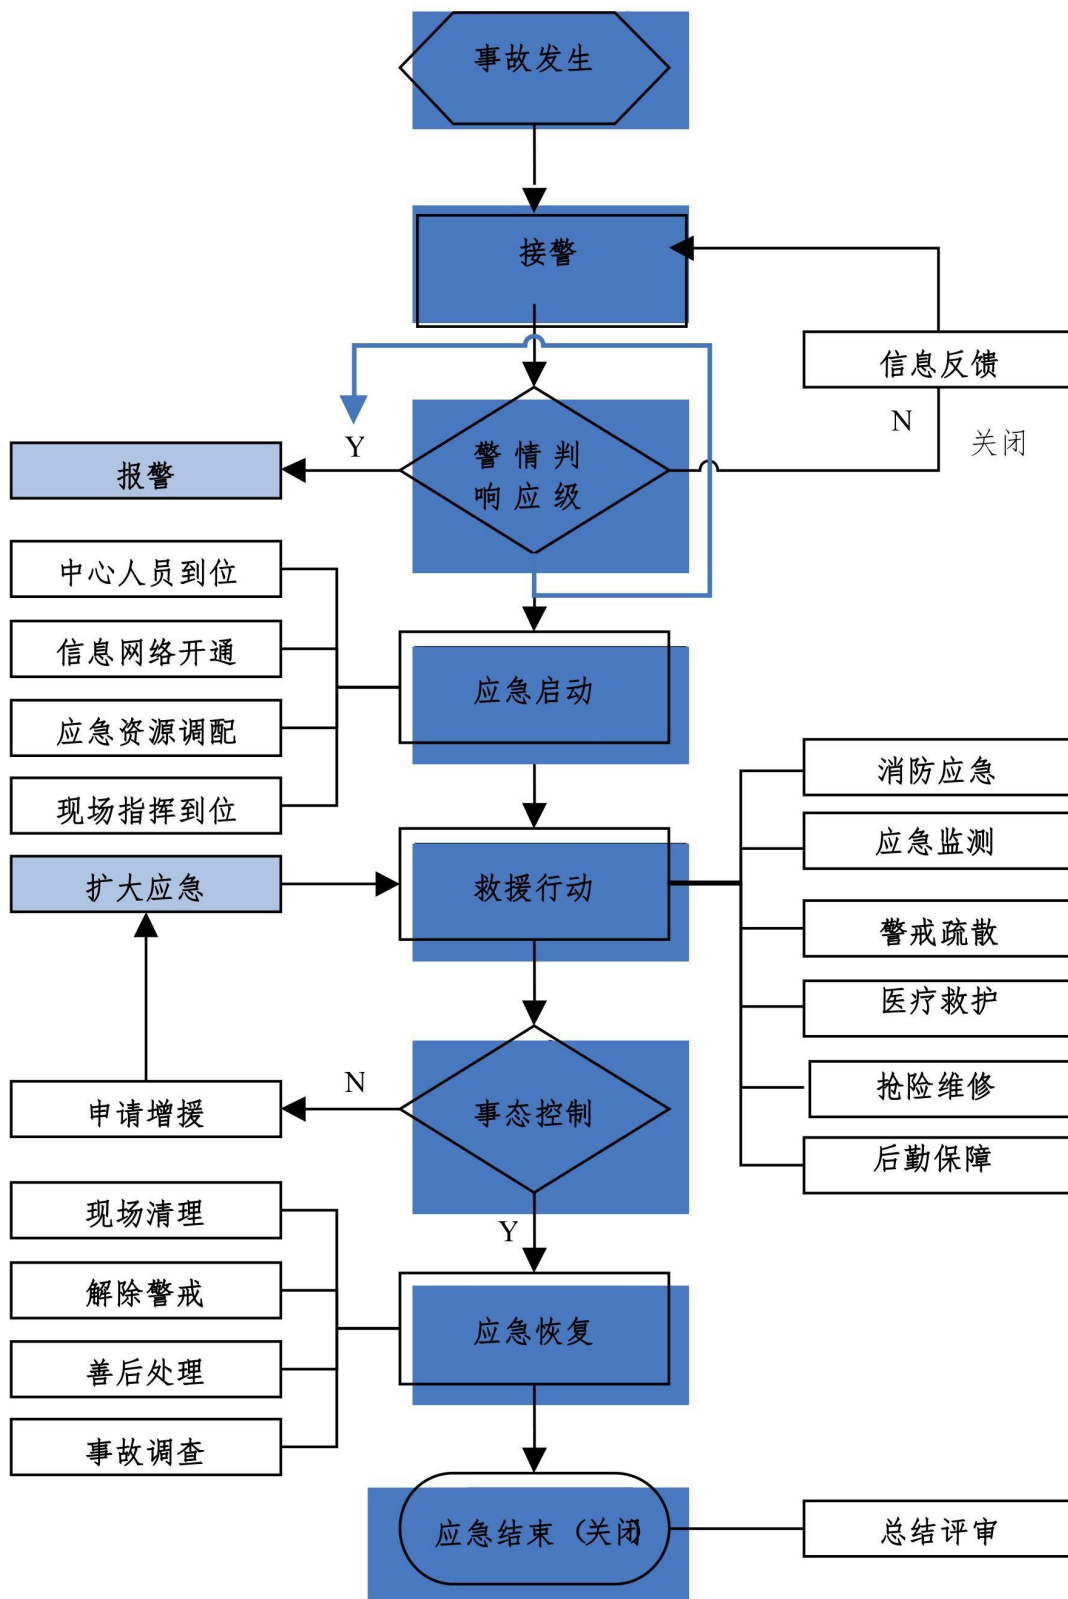 事故发生
接警
信息反馈
N
关闭
Y
警情判
响应级
报警
中心人员到位
信息网络开通
应急启动
应急资源调配
现场指挥到位
消防应急
应急监测
扩大应急
救援行动
警戒疏散
医疗救护
N
申请增援
事态控制
抢险维修
后勤保障
Y
现场清理
解除警戒
应急恢复
善后处理
事故调查
应急结束（关闭）
总结评审